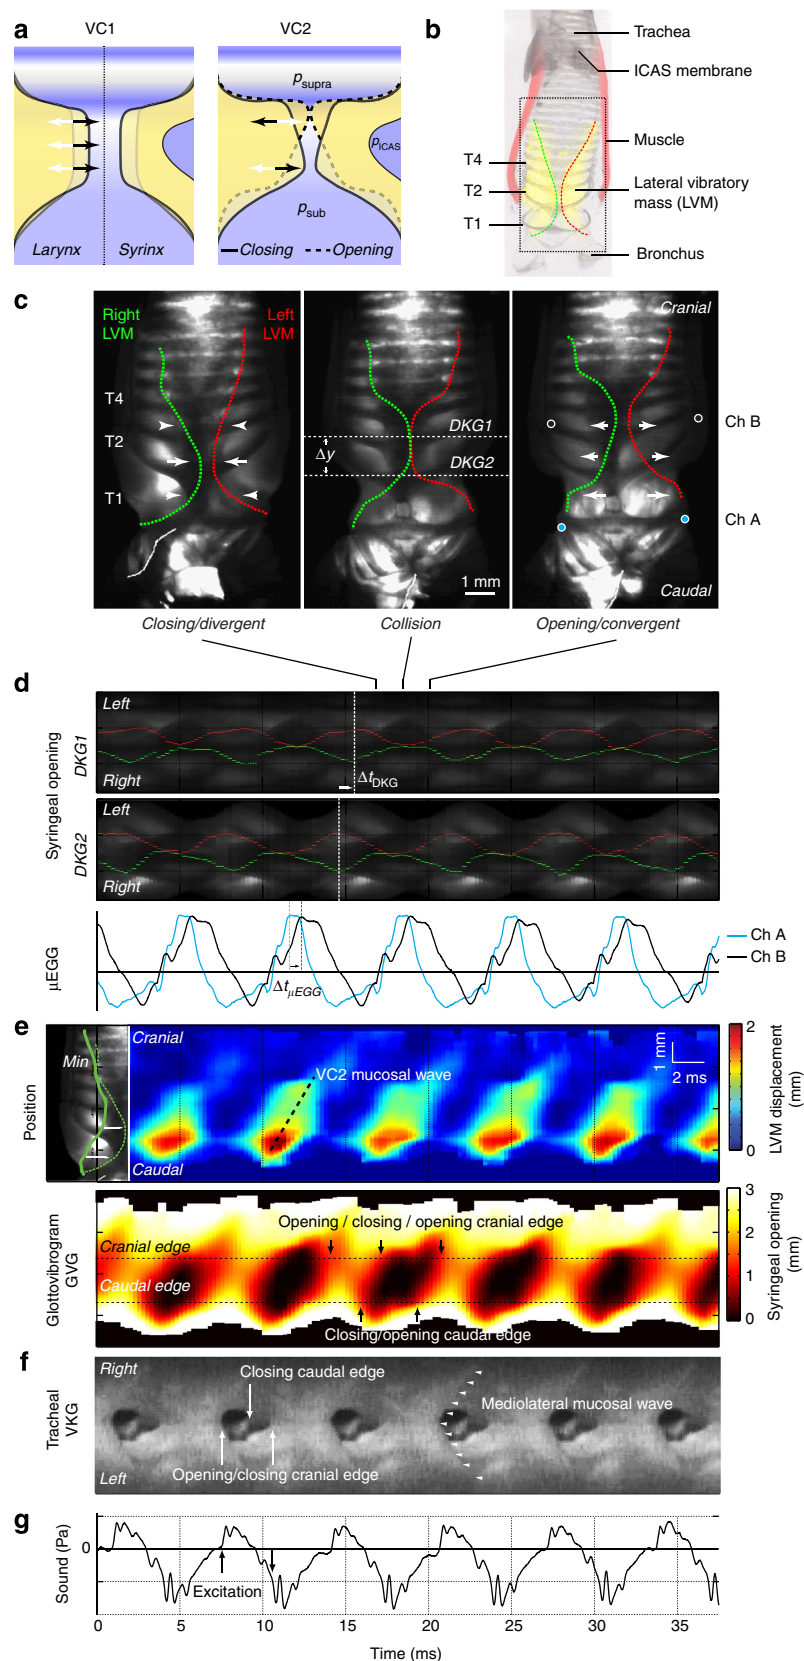 a
VC1
VC2
p supra
p ICAS
p sub
Larynx
Syrinx
Closing
Opening
b
Trachea
ICAS membrane
Muscle
T4
T2
T1
Lateral vibratory
mass (LVM)
Bronchus
c
Right
LVM
Left
LVM
Cranial
T4
T2
T1
DKG1
DKG2
Δy
Ch B
Ch A
1 mm
Caudal
Closing/divergent
Collision
Opening/convergent
d
Syringeal opening
DKG1
Left
Right
ΔtDKG
DKG2
Left
Right
µEGG
ΔtµEGG
Ch A
Ch B
e
Position
Min
Cranial
VC2 mucosal wave
1 mm
2 ms
Caudal
2
0
LVM displacement
(mm)
Glottovibrogram
GVG
Opening / closing / opening cranial edge
Cranial edge
Caudal edge
Closing/opening caudal edge
3
2
1
0
Syringeal opening
(mm)
f
Tracheal
VKG
Right
Closing caudal edge
Mediolateral mucosal wave
Opening/closing cranial edge
Left
g
Sound (Pa)
0
Excitation
0 5 10 15 20 25 30 35
Time (ms)